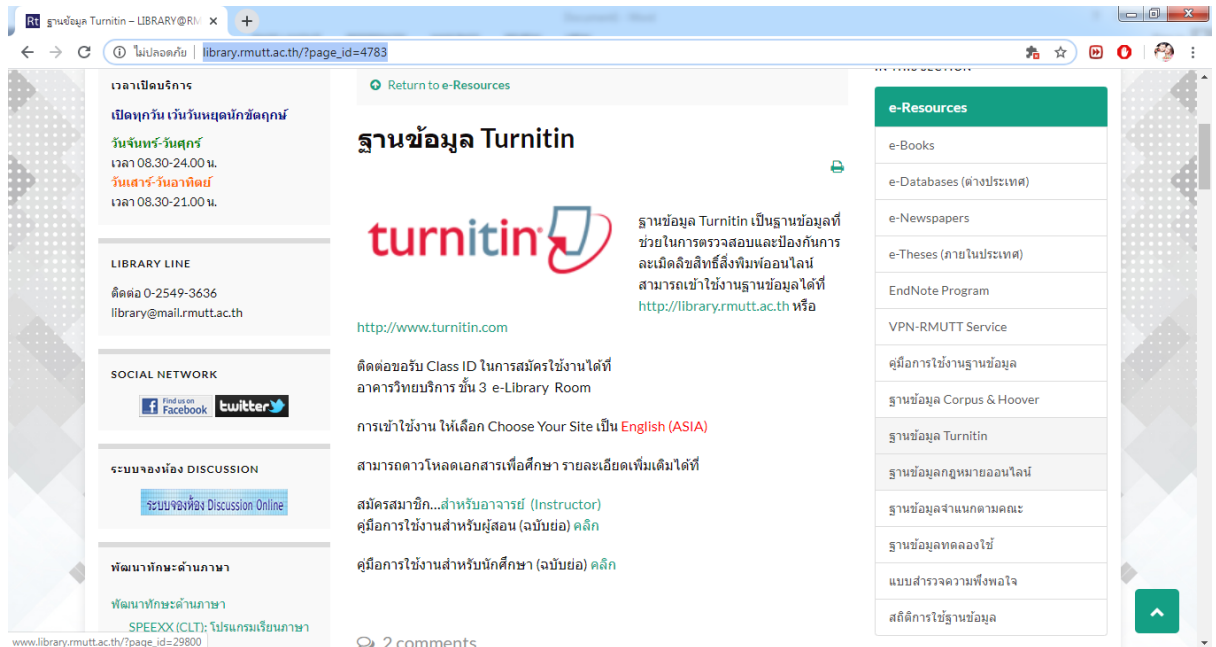 ฐานข้อมูล Turnitin – LIBRARY@RM
ไม่ปลอดภัย
library.rmutt.ac.th/?page_id=4783
เวลาเปิดบริการ
เปิดทุกวัน เว้นวันหยุดนักขัตฤกษ์
วันจันทร์-วันศุกร์
เวลา 08.30-24.00 น.
วันเสาร์-วันอาทิตย์
เวลา 08.30-21.00 น.
LIBRARY LINE
ติดต่อ 0-2549-3636
library@mail.rmutt.ac.th
SOCIAL NETWORK
Find us on Facebook
twitter
ระบบจองห้อง DISCUSSION
ระบบจองห้อง Discussion Online
พัฒนาทักษะด้านภาษา
พัฒนาทักษะด้านภาษา
SPEEXX (CLT): โปรแกรมเรียนภาษา
www.library.rmutt.ac.th/?page_id=29800
Return to e-Resources
ฐานข้อมูล Turnitin
turnitin
ฐานข้อมูล Turnitin เป็นฐานข้อมูลที่
ช่วยในการตรวจสอบและป้องกันการ
ละเมิดลิขสิทธิ์สิ่งพิมพ์ออนไลน์
สามารถเข้าใช้งานฐานข้อมูลได้ที่
http://library.rmutt.ac.th หรือ
http://www.turnitin.com
ติดต่อขอรับ Class ID ในการสมัครใช้งานได้ที่
อาคารวิทยบริการ ชั้น 3 e-Library Room
การเข้าใช้งาน ให้เลือก Choose Your Site เป็น English (ASIA)
สามารถดาวโหลดเอกสารเพื่อศึกษา รายละเอียดเพิ่มเติมได้ที่
สมัครสมาชิก...สำหรับอาจารย์ (Instructor)
คู่มือการใช้งานสำหรับผู้สอน (ฉบับย่อ) คลิก
คู่มือการใช้งานสำหรับนักศึกษา (ฉบับย่อ) คลิก
2 comments
IN THIS SECTION
e-Resources
e-Books
e-Databases (ต่างประเทศ)
e-Newspapers
e-Theses (ภายในประเทศ)
EndNote Program
VPN-RMUTT Service
คู่มือการใช้งานฐานข้อมูล
ฐานข้อมูล Corpus & Hoover
ฐานข้อมูล Turnitin
ฐานข้อมูลกฎหมายออนไลน์
ฐานข้อมูลจำแนกตามคณะ
ฐานข้อมูลทดลองใช้
แบบสำรวจความพึงพอใจ
สถิติการใช้ฐานข้อมูล